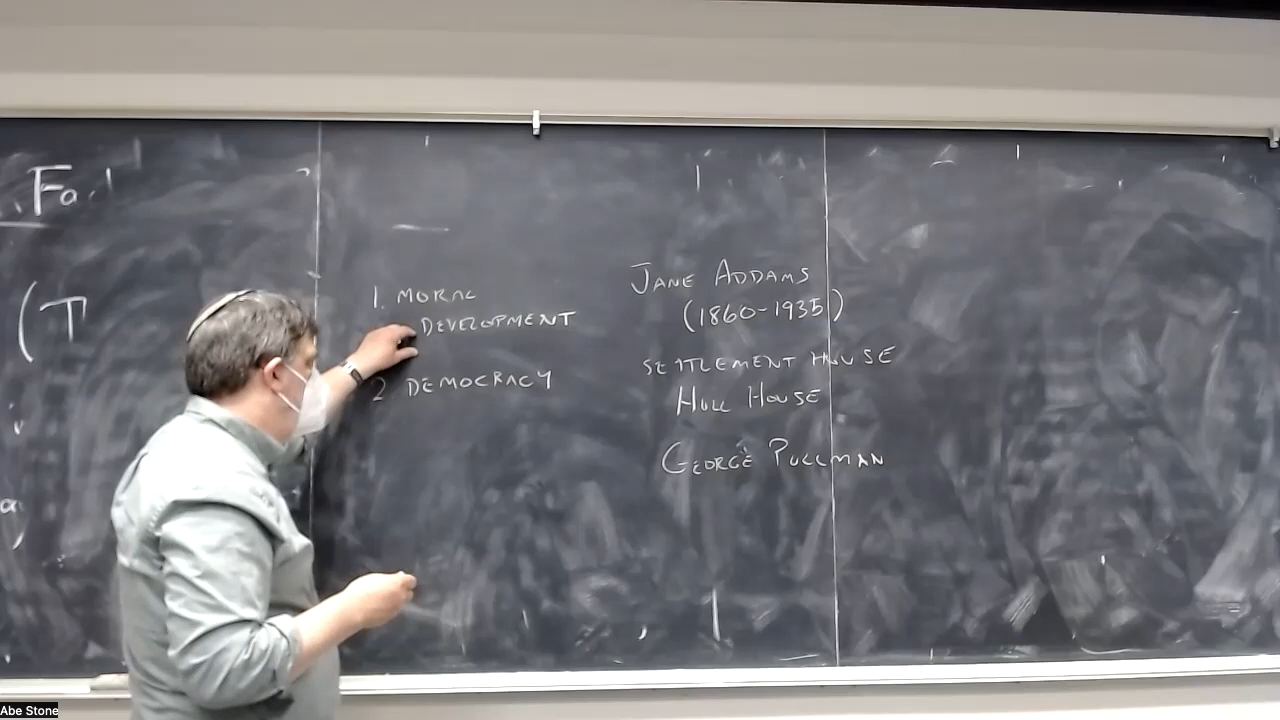 Fa
(T
1. MORAL
DEVELOPMENT
2 DEMOCRACY
JANE ADDAMS
(1860-1935)
SETTLEMENT HOUSE
HULL HOUSE
GEORGE PULLMAN
Abe Stone